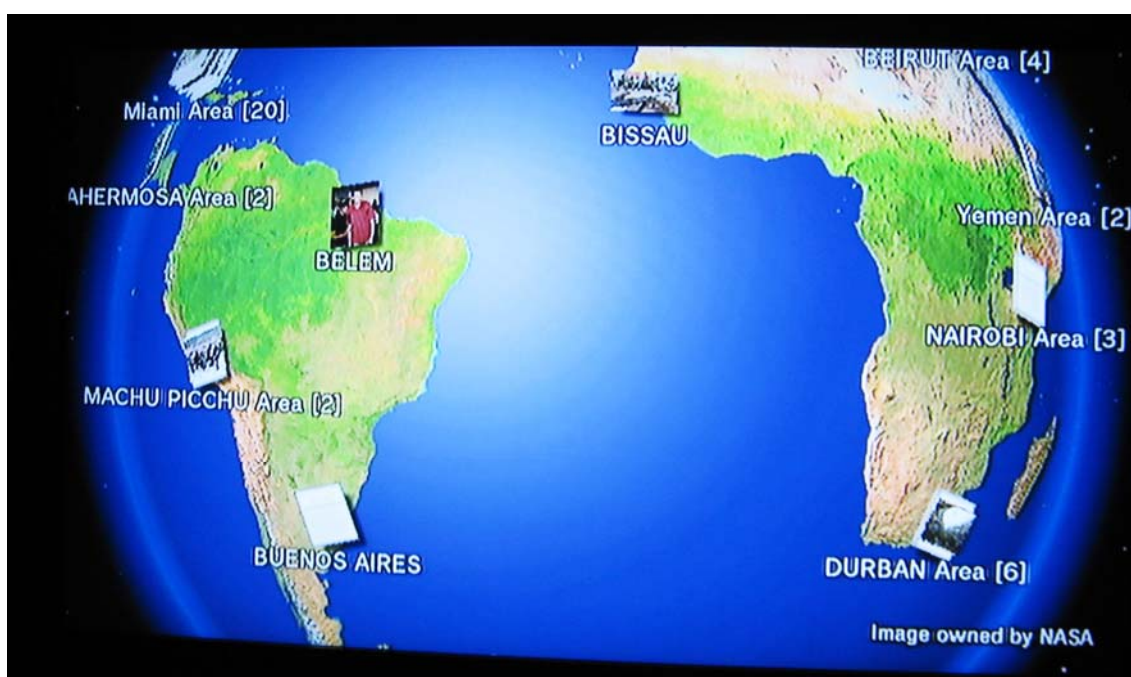 BEIRUT Area [4]
Miami Area [20]
BISSAU
AHERMOSA Area [2]
Yemen Area [2]
BELEM
NAIROBI Area [3]
MACHU PICCHU Area [2]
BUENOS AIRES
DURBAN Area [6]
Image owned by NASA